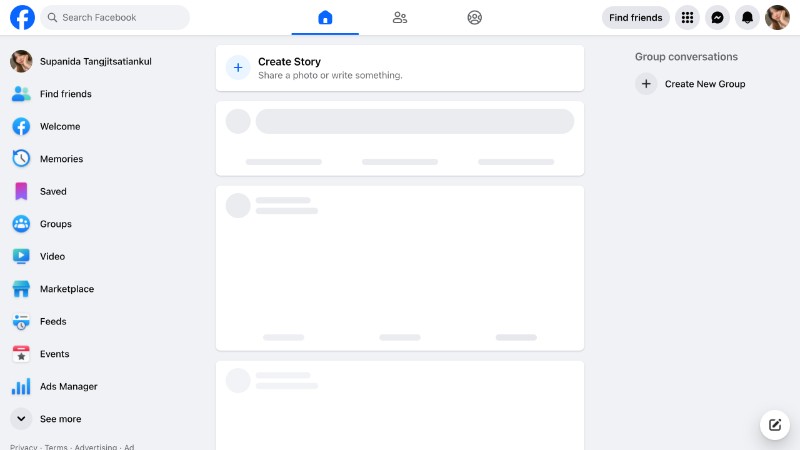 Search Facebook
Find friends
Supanida Tangjitsatiankul
Find friends
Welcome
Memories
Saved
Groups
Video
Marketplace
Feeds
Events
Ads Manager
See more
Privacy · Terms · Advertising · Ad
Create Story
Share a photo or write something.
Group conversations
Create New Group